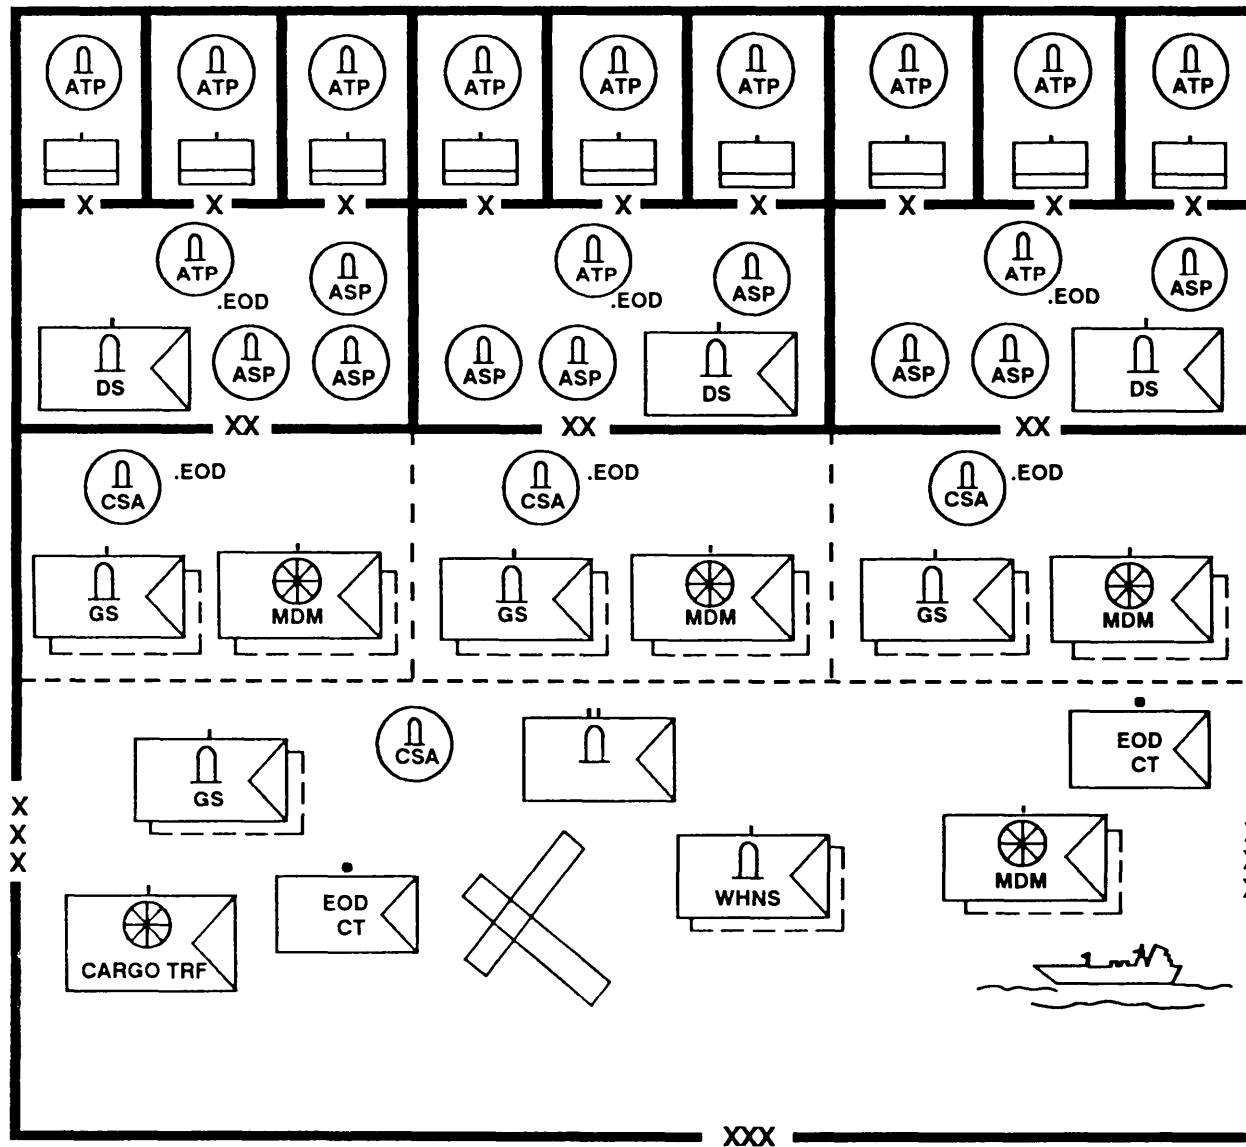 ATP ATP ATP ATP ATP ATP ATP ATP ATP
X X X X X X X X X
ATP ATP ATP
ASP ASP ASP
.EOD .EOD .EOD
DS ASP ASP ASP ASP DS ASP ASP DS
XX XX XX
CSA .EOD CSA .EOD CSA .EOD
GS MDM GS MDM GS MDM
CSA
EOD
CT
GS
X
X
X
MDM
WHNS
EOD
CT
CARGO TRF
XXX